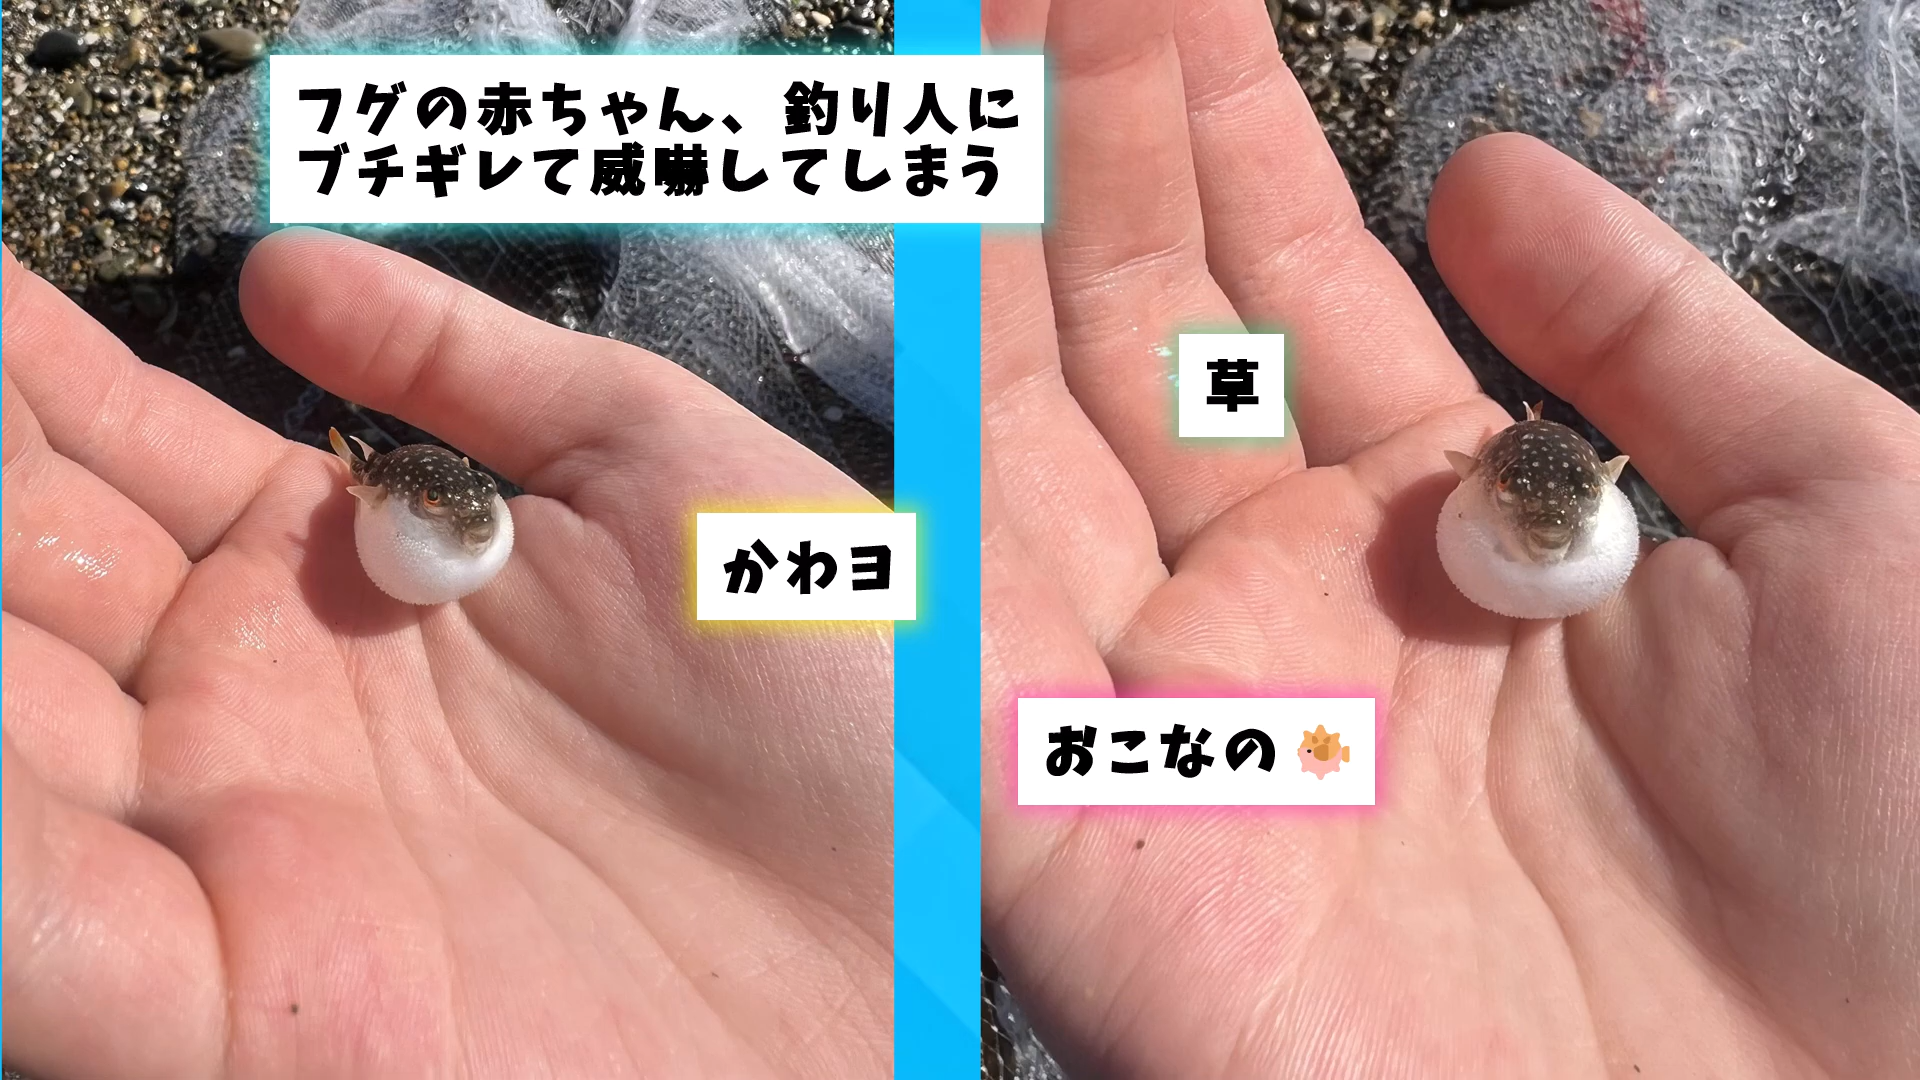 フグの赤ちゃん、釣り人に
ブチギレて威嚇してしまう
草
かわヨ
おこなの🐡